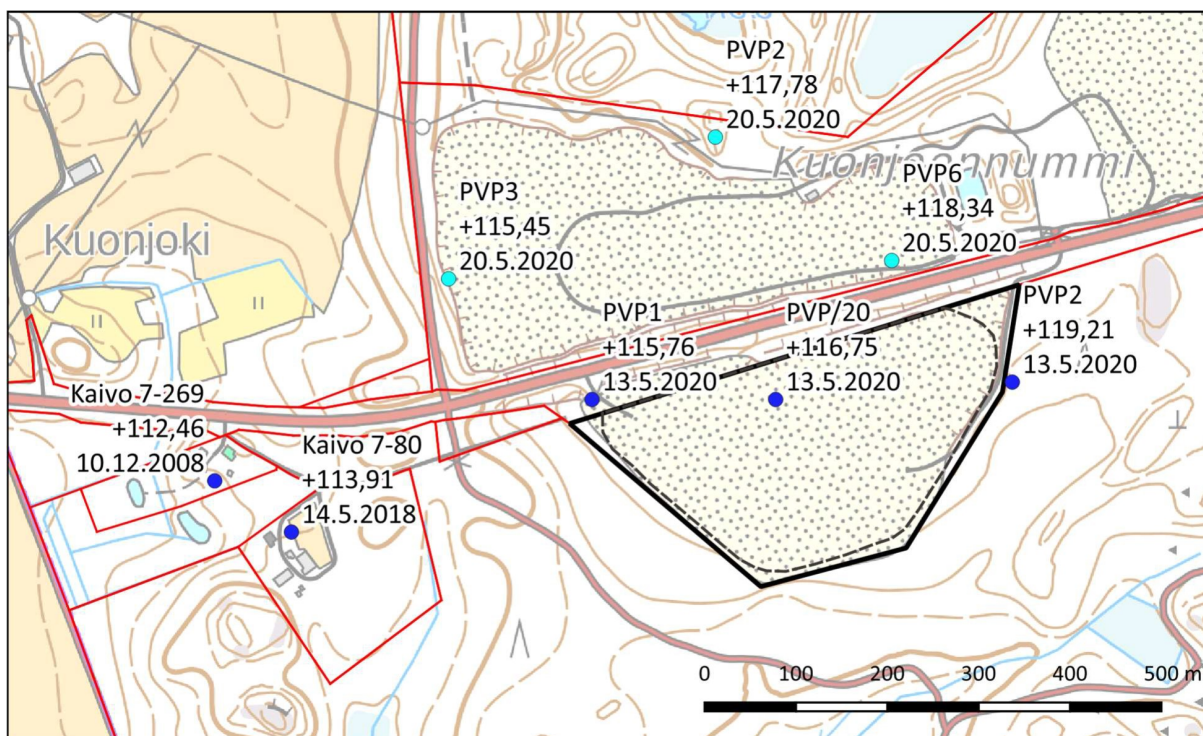 PVP2
+117,78
20.5.2020
Kuonjoennummi
PVP6
+118,34
20.5.2020
PVP3
+115,45
20.5.2020
Kuonjoki
PVP1
+115,76
13.5.2020
PVP/20
+116,75
13.5.2020
PVP2
+119,21
13.5.2020
Kaivo 7-269
+112,46
10.12.2008
Kaivo 7-80
+113,91
14.5.2018
0 100 200 300 400 500 m